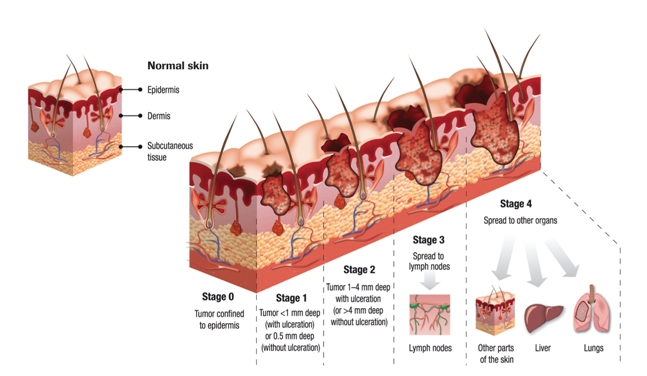 Normal skin
Epidermis
Dermis
Subcutaneous
tissue
Stage 0
Tumor confined
to epidermis
Stage 1
Tumor <1 mm deep
(with ulceration)
or 0.5 mm deep
(without ulceration)
Stage 2
Tumor 1–4 mm deep
with ulceration
(or >4 mm deep
without ulceration)
Stage 3
Spread to
lymph nodes
Lymph nodes
Stage 4
Spread to other organs
Other parts
of the skin
Liver
Lungs